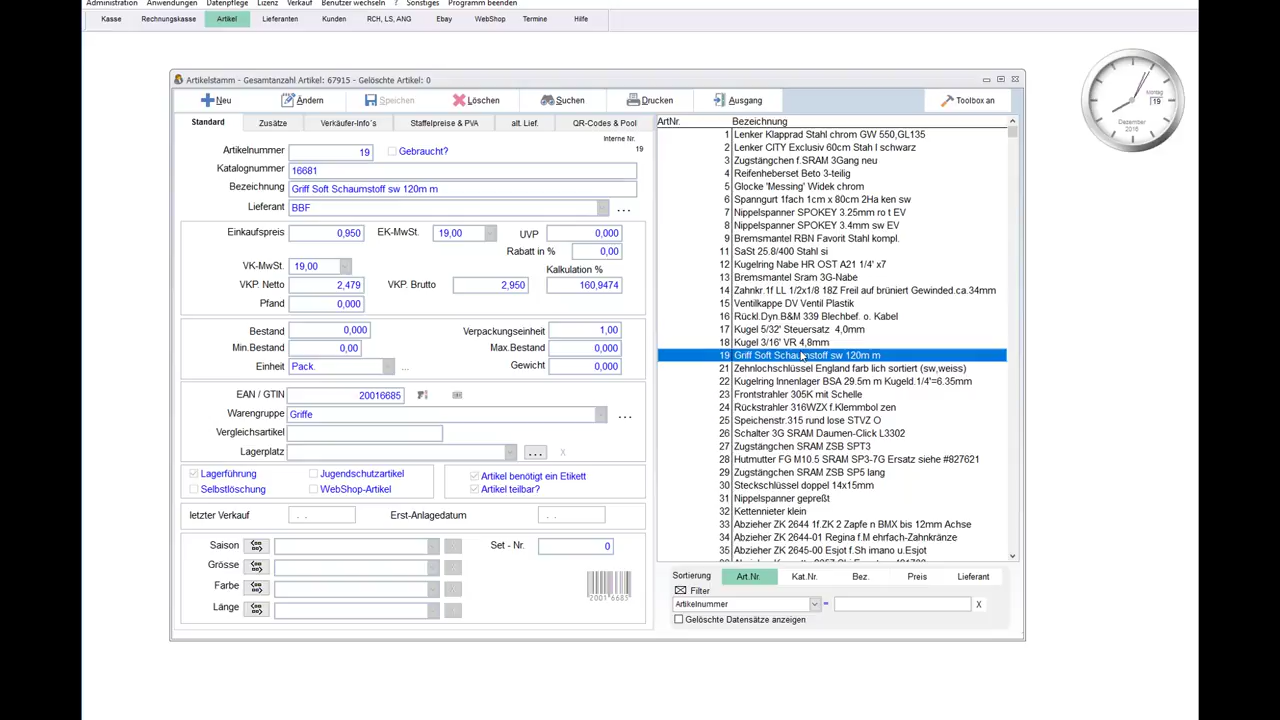 Administration Anwendungen Datenpflege Lizenz Verkauf Benutzer wechseln ? Sonstiges Programm beenden
Kasse Rechnungskasse Artikel Lieferanten Kunden RCH, LS, ANG Ebay WebShop Termine Hilfe
Montag
19
Dezember
2016
Artikelstamm - Gesamtanzahl Artikel: 67915 - Gelöschte Artikel: 0
Neu Ändern Speichen Löschen Suchen Drucken Ausgang Toolbox an
Standard Zusätze Verkäufer-Info´s Staffelpreise & PVA alt. Lief. QR-Codes & Pool
Interne Nr.
19
Artikelnummer 19 Gebraucht?
Katalognummer 16681
Bezeichnung Griff Soft Schaumstoff sw 120m m
Lieferant BBF ...
Einkaufspreis 0,950 EK-MwSt. 19,00 UVP 0,000
Rabatt in % 0,00
VK-MwSt. 19,00 Kalkulation %
VKP. Netto 2,479 VKP. Brutto 2,950 160,9474
Pfand 0,000
Bestand 0,000 Verpackungseinheit 1,00
Min.Bestand 0,00 Max.Bestand 0,000
Einheit Pack. ... Gewicht 0,000
EAN / GTIN 20016685
Warengruppe Griffe ...
Vergleichsartikel
Lagerplatz ... X
Lagerführung Jugendschutzartikel Artikel benötigt ein Etikett
Selbstlöschung WebShop-Artikel Artikel teilbar?
letzter Verkauf . . Erst-Anlagedatum . .
Saison Set - Nr. 0
Grösse
Farbe
Länge
20016685
ArtNr. Bezeichnung
1 Lenker Klapprad Stahl chrom GW 550,GL135
2 Lenker CITY Exclusiv 60cm Stah l schwarz
3 Zugstängchen f.SRAM 3Gang neu
4 Reifenheberset Beto 3-teilig
5 Glocke 'Messing' Widek chrom
6 Spanngurt 1fach 1cm x 80cm 2Ha ken sw
7 Nippelspanner SPOKEY 3.25mm ro t EV
8 Nippelspanner SPOKEY 3.4mm sw EV
9 Bremsmantel RBN Favorit Stahl kompl.
11 SaSt 25.8/400 Stahl si
12 Kugelring Nabe HR OST A21 1/4' x7
13 Bremsmantel Sram 3G-Nabe
14 Zahnkr.1f LL 1/2x1/8 18Z Freil auf brüniert Gewinded.ca.34mm
15 Ventilkappe DV Ventil Plastik
16 Rückl.Dyn.B&M 339 Blechbef. o. Kabel
17 Kugel 5/32' Steuersatz 4,0mm
18 Kugel 3/16' VR 4,8mm
19 Griff Soft Schaumstoff sw 120m m
21 Zehnlochschlüssel England farb lich sortiert (sw,weiss)
22 Kugelring Innenlager BSA 29.5m m Kugeld.1/4'=6.35mm
23 Frontstrahler 305K mit Schelle
24 Rückstrahler 316WZX f.Klemmbol zen
25 Speichenstr.315 rund lose STVZ O
26 Schalter 3G SRAM Daumen-Click L3302
27 Zugstängchen SRAM ZSB SPT3
28 Hutmutter FG M10.5 SRAM SP3-7G Ersatz siehe #827621
29 Zugstängchen SRAM ZSB SP5 lang
30 Steckschlüssel doppel 14x15mm
31 Nippelspanner gepreßt
32 Kettennieter klein
33 Abzieher ZK 2644 1f.ZK 2 Zapfe n BMX bis 12mm Achse
34 Abzieher ZK 2644-01 Regina f.M ehrfach-Zahnkränze
35 Abzieher ZK 2645-00 Esjot f.Sh imano u.Esjot
Sortierung Art.Nr. Kat.Nr. Bez. Preis Lieferant
Filter
Artikelnummer = X
Gelöschte Datensätze anzeigen